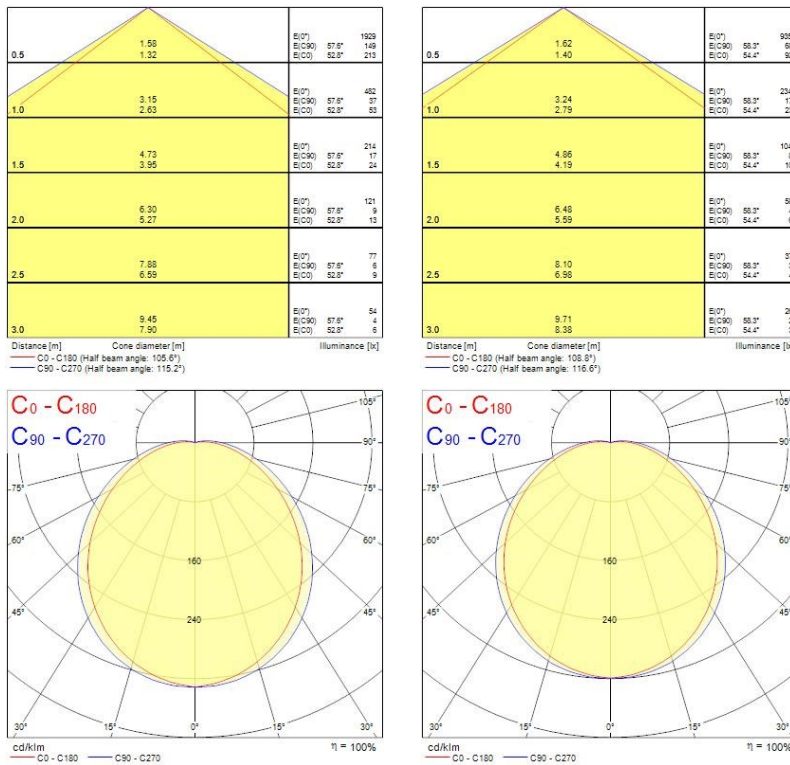 E(0°) 1929
0.5 1.58 E(C90) 57.6° 149
1.32 E(C0) 52.8° 213
E(0°) 482
1.0 3.15 E(C90) 57.6° 37
2.63 E(C0) 52.8° 53
E(0°) 214
1.5 4.73 E(C90) 57.6° 17
3.95 E(C0) 52.8° 24
E(0°) 121
2.0 6.30 E(C90) 57.6° 9
5.27 E(C0) 52.8° 13
E(0°) 77
2.5 7.88 E(C90) 57.6° 6
6.59 E(C0) 52.8° 9
E(0°) 54
3.0 9.45 E(C90) 57.6° 4
7.90 E(C0) 52.8° 6
Distance [m] Cone diameter [m] Illuminance [lx]
C0 - C180 (Half beam angle: 105.6°)
C90 - C270 (Half beam angle: 115.2°)
E(0°)
0.5 1.62 E(C90) 58.3°
1.40 E(C0) 54.4°
E(0°) 234
1.0 3.24 E(C90) 58.3°
2.79 E(C0) 54.4°
E(0°) 104
1.5 4.86 E(C90) 58.3°
4.19 E(C0) 54.4°
E(0°)
2.0 6.48 E(C90) 58.3°
5.59 E(C0) 54.4°
E(0°)
2.5 8.10 E(C90) 58.3°
6.98 E(C0) 54.4°
E(0°)
3.0 9.71 E(C90) 58.3°
8.38 E(C0) 54.4°
Distance [m] Cone diameter [m] Illuminance [lx]
C0 - C180 (Half beam angle: 108.8°)
C90 - C270 (Half beam angle: 116.6°)
C0 - C180
C90 - C270
105°
90°
75° 75°
60° 60°
160
45° 45°
240
30° 15° 0° 15° 30°
cd/klm η = 100%
C0 - C180 C90 - C270
C0 - C180
C90 - C270
105°
90°
75° 75°
60° 60°
160
45° 45°
240
30° 15° 0° 15° 30°
cd/klm η = 100%
C0 - C180 C90 - C270